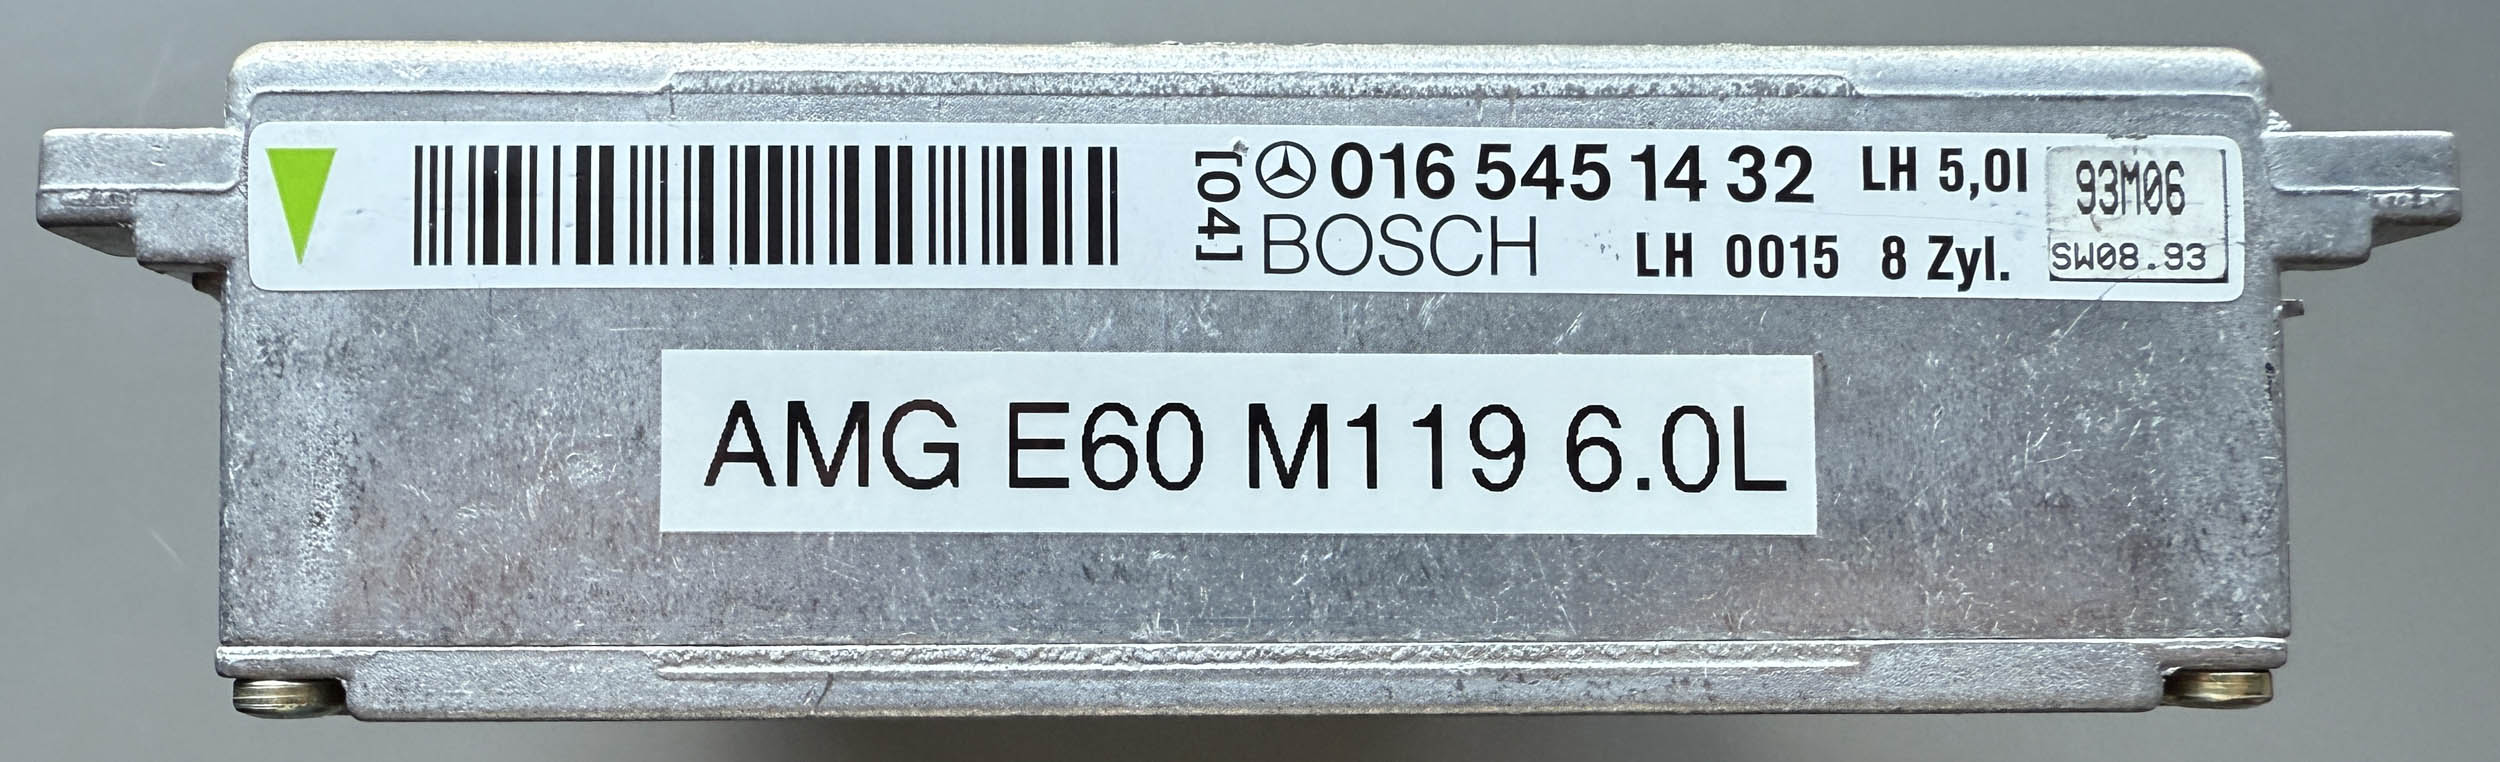 [04]
016 545 14 32 LH 5,0l
BOSCH LH 0015 8 Zyl.
93M06
SW08.93
AMG E60 M119 6.0L